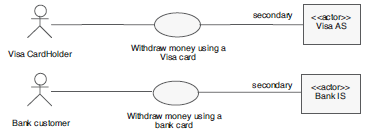 secondary
<<actor>>
Visa AS
Visa CardHolder
Withdraw money using a
Visa card
secondary
<<actor>>
Bank IS
Bank customer
Withdraw money using a
bank card